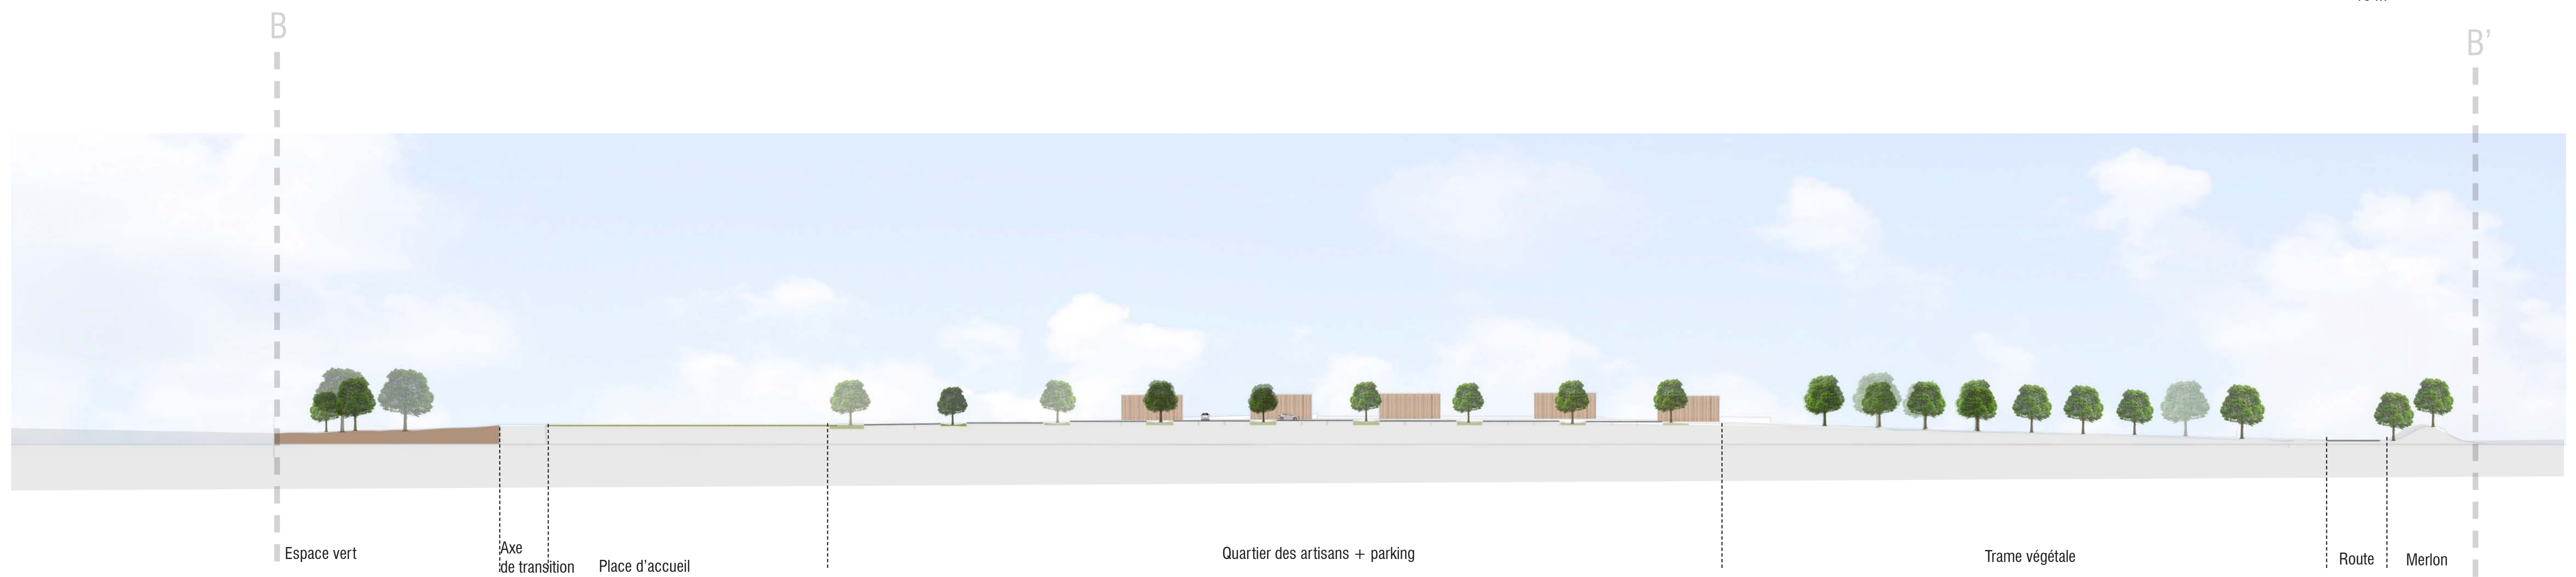 B
B'
Espace vert
Axe
de transition
Place d'accueil
Quartier des artisans + parking
Trame végétale
Route
Merlon